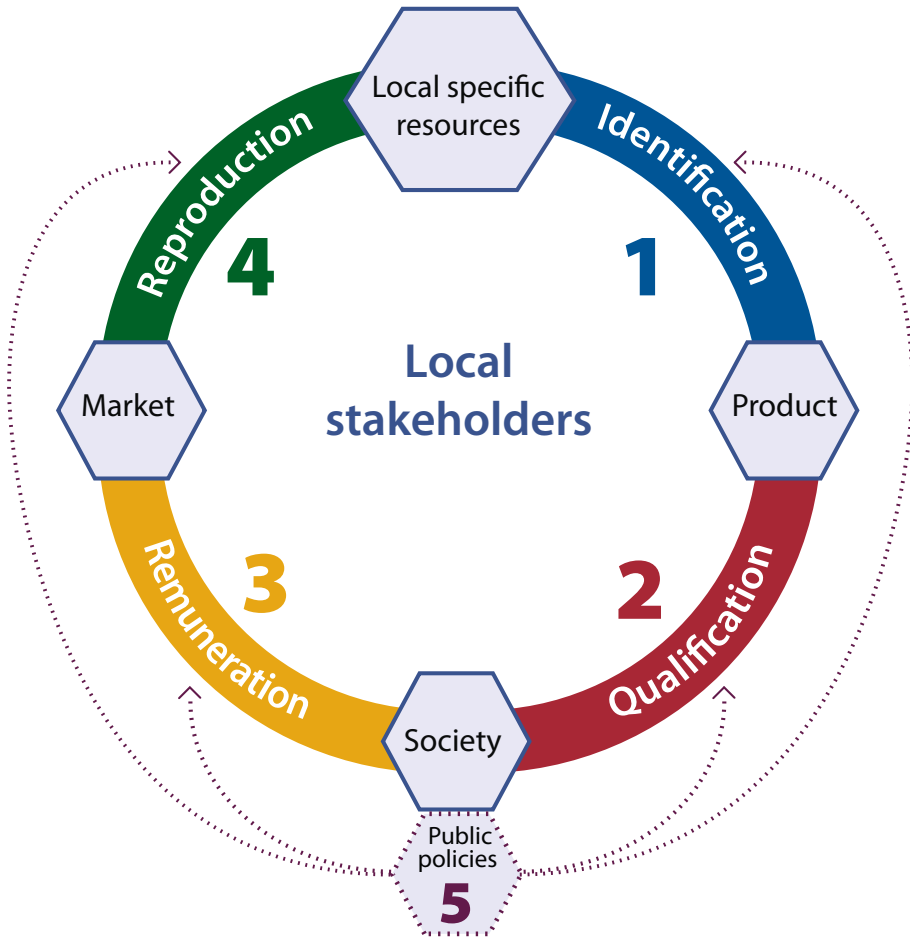 Local specific
resources
Identification
1
Product
Qualification
2
Society
Remuneration
3
Market
Reproduction
4
Local
stakeholders
Public
policies
5